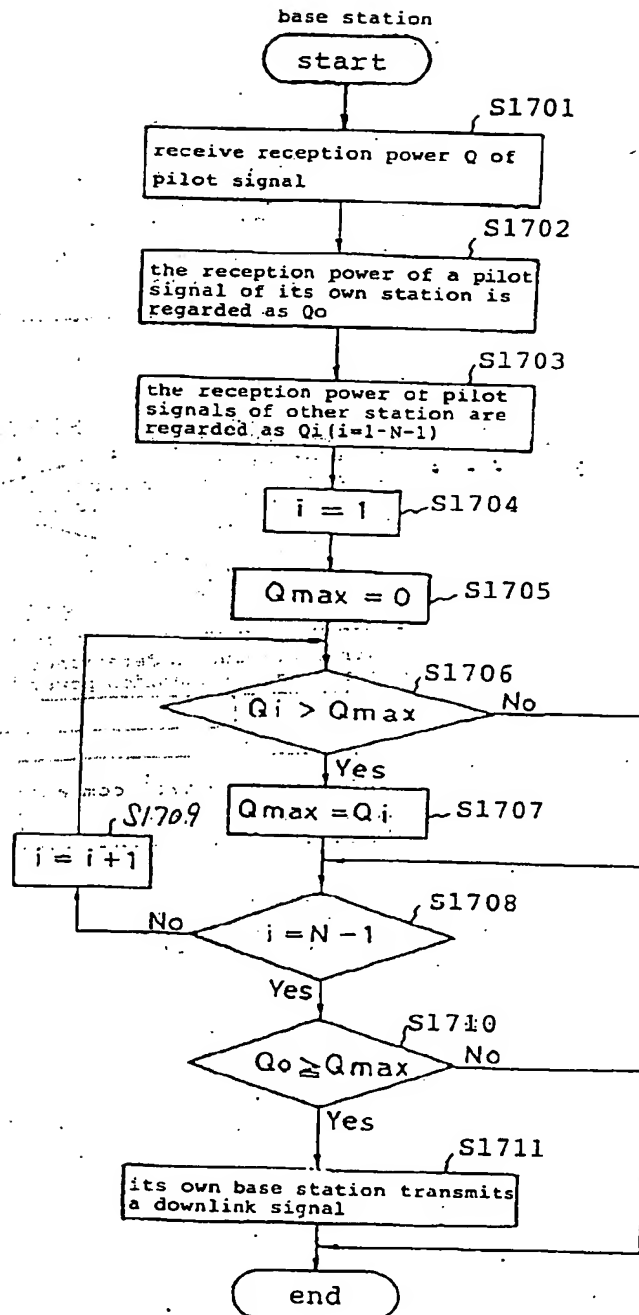 base station
start
S1701
receive reception power Q of
pilot signal
S1702
the reception power of a pilot
signal of its own station is
regarded as Qo
S1703
the reception power of pilot
signals of other station are
regarded as Qi(i=1-N-1)
i = 1
S1704
Qmax = 0
S1705
S1706
Qi > Qmax
No
Yes
Qmax = Qi
S1707
S1709
i = i+1
S1708
i = N - 1
No
Yes
S1710
Qo ≧ Qmax
No
Yes
S1711
its own base station transmits
a downlink signal
end